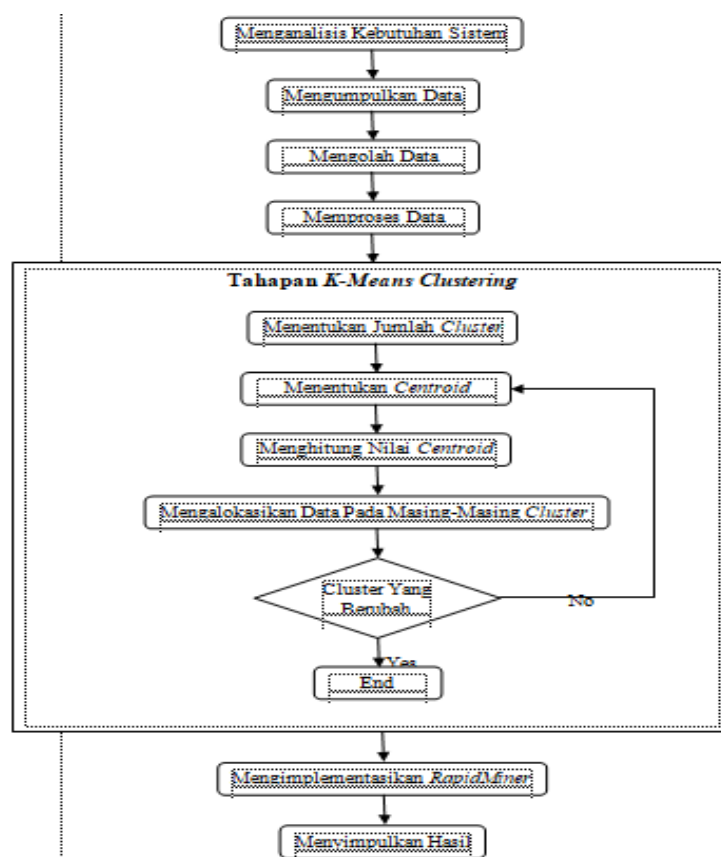 Menganalisis Kebutuhan Sistem
Mengumpulkan Data
Mengolah Data
Memproses Data
Tahapan K-Means Clustering
Menentukan Jumlah Cluster
Menentukan Centroid
Menghitung Nilai Centroid
Mengalokasikan Data Pada Masing-Masing Cluster
Cluster Yang
Berubah
No
Yes
End
Mengimplementasikan RapidMiner
Menyimpulkan Hasil